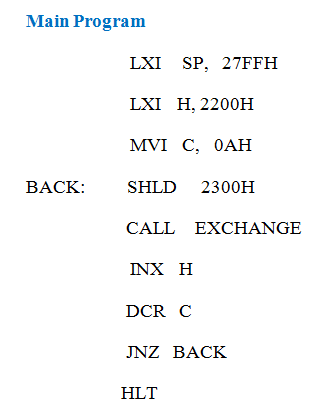 Main Program
LXI SP, 27FFH
LXI H, 2200H
MVI C, 0AH
BACK: SHLD 2300H
CALL EXCHANGE
INX H
DCR C
JNZ BACK
HLT